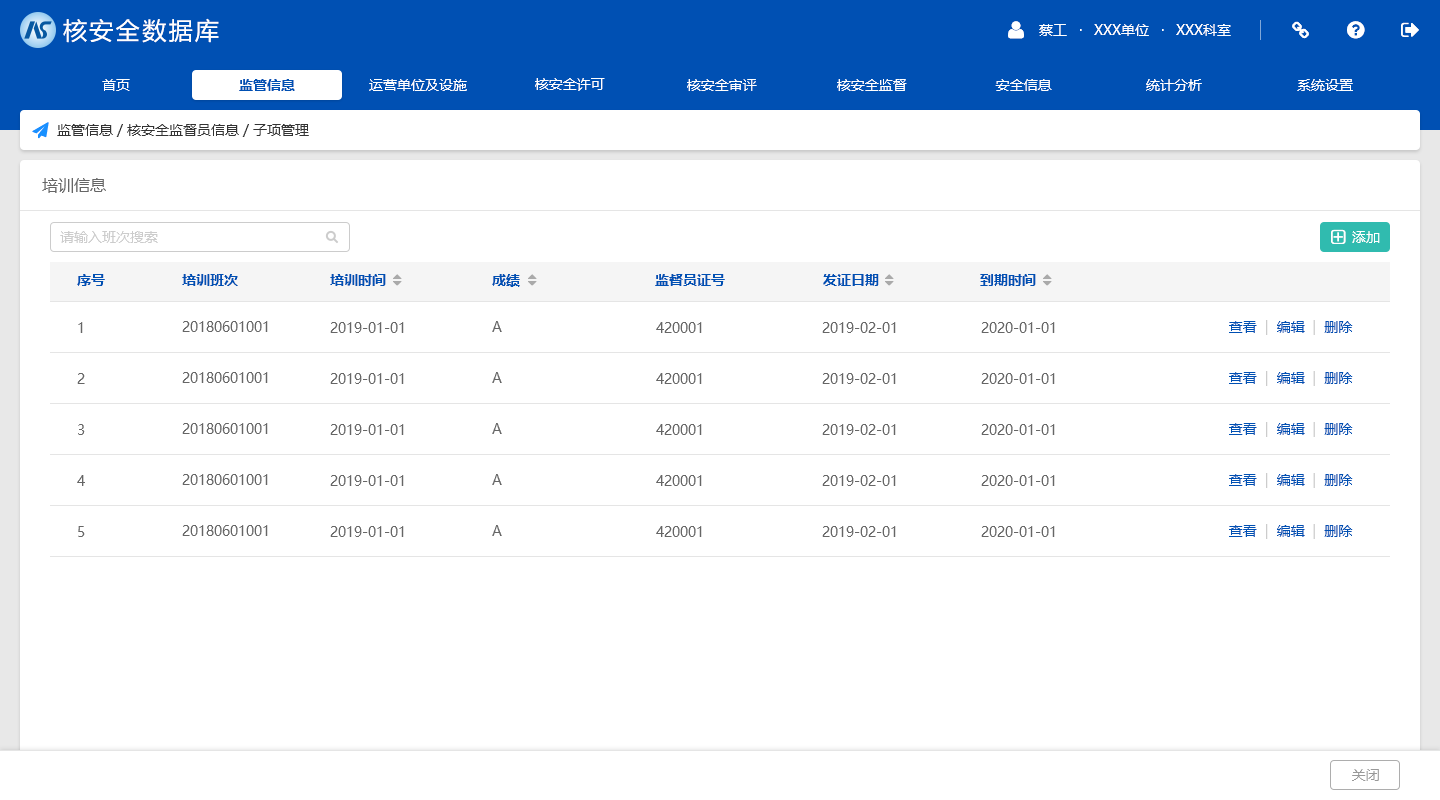 核安全数据库
蔡工 · XXX单位 · XXX科室
首页 监管信息 运营单位及设施 核安全许可 核安全审评 核安全监督 安全信息 统计分析 系统设置
监管信息 / 核安全监督员信息 / 子项管理
培训信息
请输入班次搜索
添加
序号 培训班次 培训时间 成绩 监督员证号 发证日期 到期时间
1 20180601001 2019-01-01 A 420001 2019-02-01 2020-01-01 查看 | 编辑 | 删除
2 20180601001 2019-01-01 A 420001 2019-02-01 2020-01-01 查看 | 编辑 | 删除
3 20180601001 2019-01-01 A 420001 2019-02-01 2020-01-01 查看 | 编辑 | 删除
4 20180601001 2019-01-01 A 420001 2019-02-01 2020-01-01 查看 | 编辑 | 删除
5 20180601001 2019-01-01 A 420001 2019-02-01 2020-01-01 查看 | 编辑 | 删除
关闭